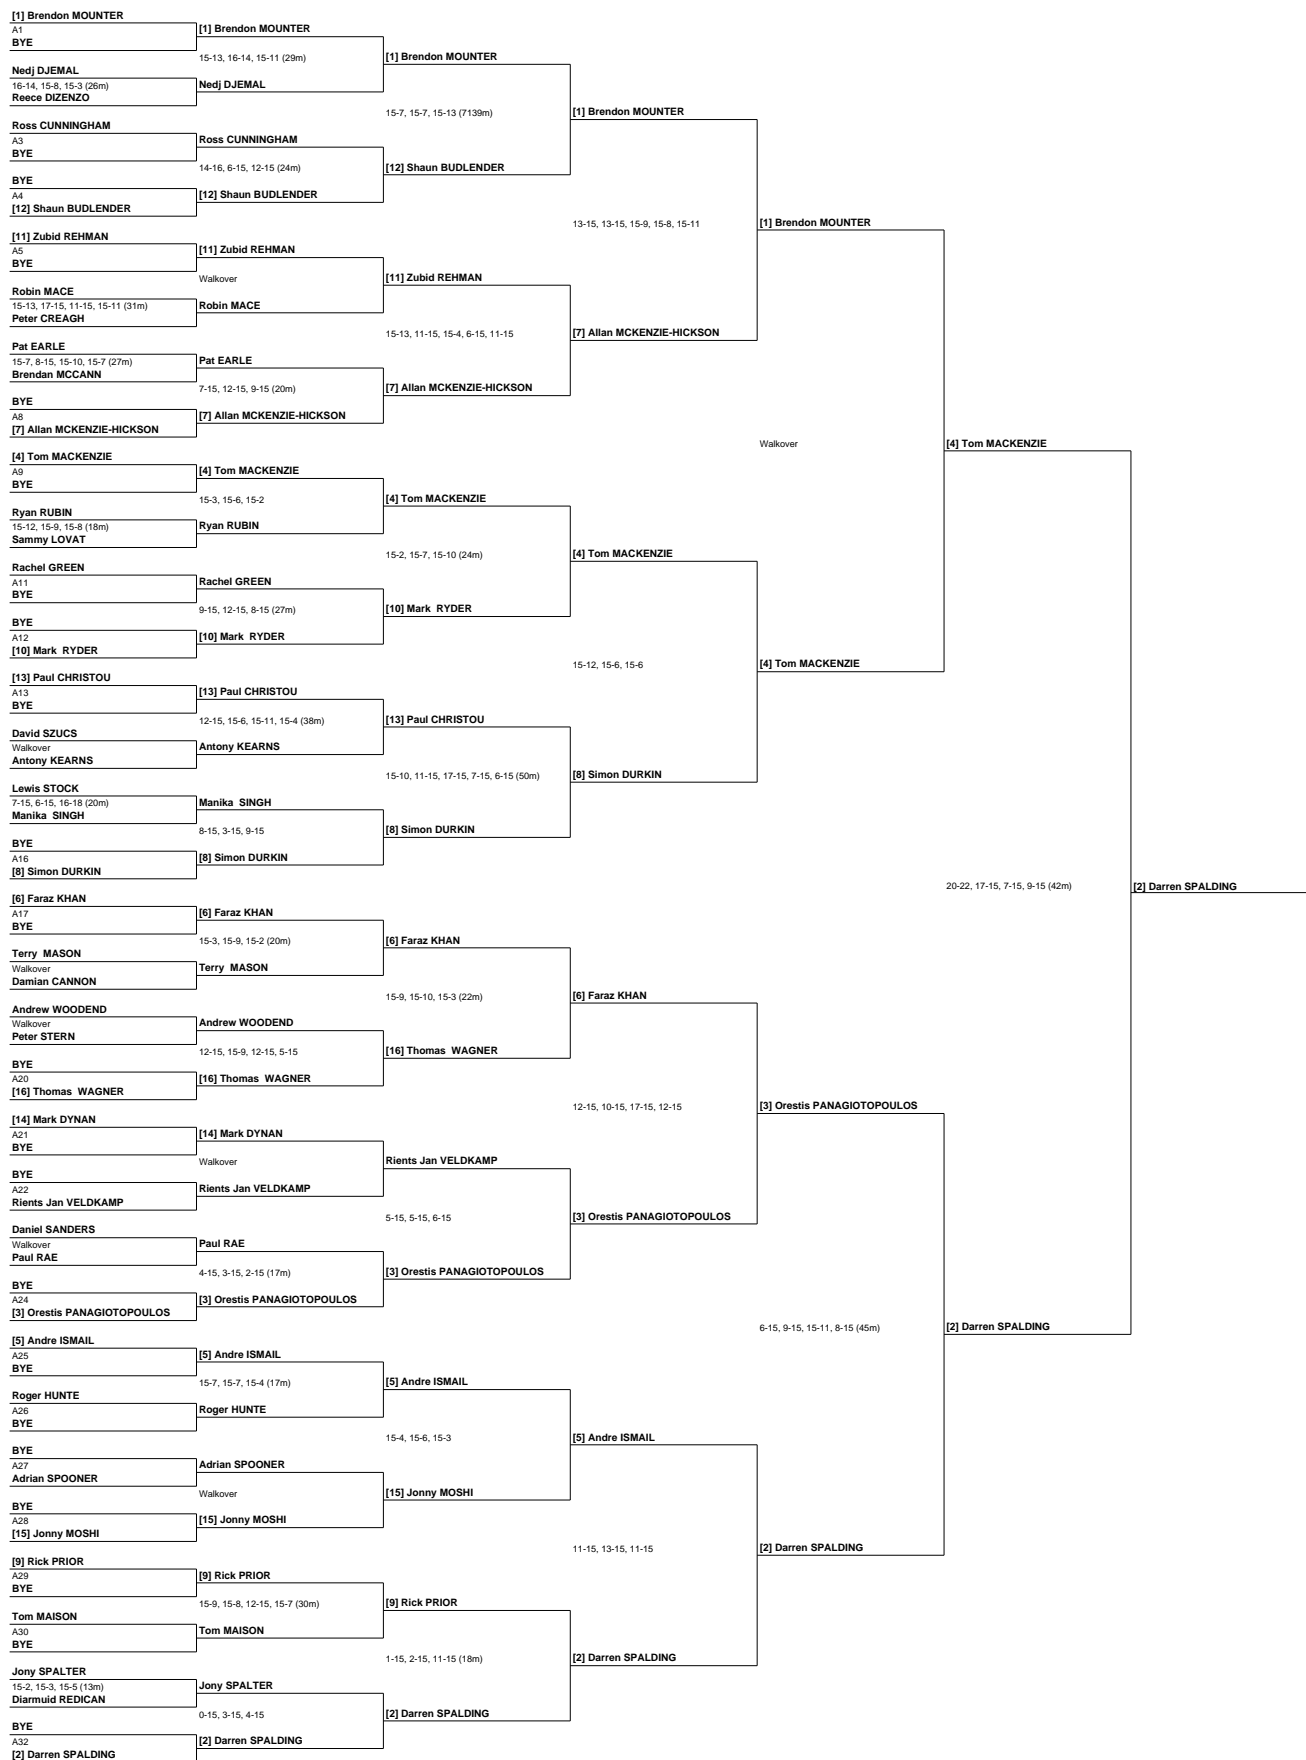 [1] Brendon MOUNTER
A1
BYE
Nedj DJEMAL
16-14, 15-8, 15-3 (26m)
Reece DIZENZO
Ross CUNNINGHAM
A3
BYE
BYE
A4
[12] Shaun BUDLENDER
[11] Zubid REHMAN
A5
BYE
Robin MACE
15-13, 17-15, 11-15, 15-11 (31m)
Peter CREAGH
Pat EARLE
15-7, 8-15, 15-10, 15-7 (27m)
Brendan MCCANN
BYE
A8
[7] Allan MCKENZIE-HICKSON
[4] Tom MACKENZIE
A9
BYE
Ryan RUBIN
15-12, 15-9, 15-8 (18m)
Sammy LOVAT
Rachel GREEN
A11
BYE
BYE
A12
[10] Mark  RYDER
[13] Paul CHRISTOU
A13
BYE
David SZUCS
Walkover
Antony KEARNS
Lewis STOCK
7-15, 6-15, 16-18 (20m)
Manika  SINGH
BYE
A16
[8] Simon DURKIN
[6] Faraz KHAN
A17
BYE
Terry  MASON
Walkover
Damian CANNON
Andrew WOODEND
Walkover
Peter STERN
BYE
A20
[16] Thomas  WAGNER
[14] Mark DYNAN
A21
BYE
BYE
A22
Rients Jan VELDKAMP
Daniel SANDERS
Walkover
Paul RAE
BYE
A24
[3] Orestis PANAGIOTOPOULOS
[5] Andre ISMAIL
A25
BYE
Roger HUNTE
A26
BYE
BYE
A27
Adrian SPOONER
BYE
A28
[15] Jonny MOSHI
[9] Rick PRIOR
A29
BYE
Tom MAISON
A30
BYE
Jony SPALTER
15-2, 15-3, 15-5 (13m)
Diarmuid REDICAN
BYE
A32
[2] Darren SPALDING
[1] Brendon MOUNTER
15-13, 16-14, 15-11 (29m)
Nedj DJEMAL
Ross CUNNINGHAM
14-16, 6-15, 12-15 (24m)
[12] Shaun BUDLENDER
[11] Zubid REHMAN
Walkover
Robin MACE
Pat EARLE
7-15, 12-15, 9-15 (20m)
[7] Allan MCKENZIE-HICKSON
[4] Tom MACKENZIE
15-3, 15-6, 15-2
Ryan RUBIN
Rachel GREEN
9-15, 12-15, 8-15 (27m)
[10] Mark  RYDER
[13] Paul CHRISTOU
12-15, 15-6, 15-11, 15-4 (38m)
Antony KEARNS
Manika  SINGH
8-15, 3-15, 9-15
[8] Simon DURKIN
[6] Faraz KHAN
15-3, 15-9, 15-2 (20m)
Terry  MASON
Andrew WOODEND
12-15, 15-9, 12-15, 5-15
[16] Thomas  WAGNER
[14] Mark DYNAN
Walkover
Rients Jan VELDKAMP
Paul RAE
4-15, 3-15, 2-15 (17m)
[3] Orestis PANAGIOTOPOULOS
[5] Andre ISMAIL
15-7, 15-7, 15-4 (17m)
Roger HUNTE
Adrian SPOONER
Walkover
[15] Jonny MOSHI
[9] Rick PRIOR
15-9, 15-8, 12-15, 15-7 (30m)
Tom MAISON
Jony SPALTER
0-15, 3-15, 4-15
[2] Darren SPALDING
[1] Brendon MOUNTER
15-7, 15-7, 15-13 (7139m)
[12] Shaun BUDLENDER
[11] Zubid REHMAN
15-13, 11-15, 15-4, 6-15, 11-15
[7] Allan MCKENZIE-HICKSON
[4] Tom MACKENZIE
15-2, 15-7, 15-10 (24m)
[10] Mark  RYDER
[13] Paul CHRISTOU
15-10, 11-15, 17-15, 7-15, 6-15 (50m)
[8] Simon DURKIN
[6] Faraz KHAN
15-9, 15-10, 15-3 (22m)
[16] Thomas  WAGNER
Rients Jan VELDKAMP
5-15, 5-15, 6-15
[3] Orestis PANAGIOTOPOULOS
[5] Andre ISMAIL
15-4, 15-6, 15-3
[15] Jonny MOSHI
[9] Rick PRIOR
1-15, 2-15, 11-15 (18m)
[2] Darren SPALDING
[1] Brendon MOUNTER
13-15, 13-15, 15-9, 15-8, 15-11
[7] Allan MCKENZIE-HICKSON
[4] Tom MACKENZIE
15-12, 15-6, 15-6
[8] Simon DURKIN
[6] Faraz KHAN
12-15, 10-15, 17-15, 12-15
[3] Orestis PANAGIOTOPOULOS
[5] Andre ISMAIL
11-15, 13-15, 11-15
[2] Darren SPALDING
[1] Brendon MOUNTER
Walkover
[4] Tom MACKENZIE
[3] Orestis PANAGIOTOPOULOS
6-15, 9-15, 15-11, 8-15 (45m)
[2] Darren SPALDING
[4] Tom MACKENZIE
20-22, 17-15, 7-15, 9-15 (42m)
[2] Darren SPALDING
[2] Darren SPALDING